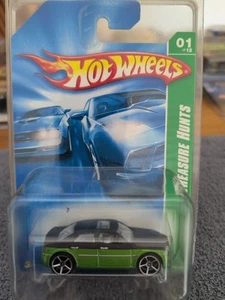 01
/12
HOT WHEELS
TREASURE HUNTS